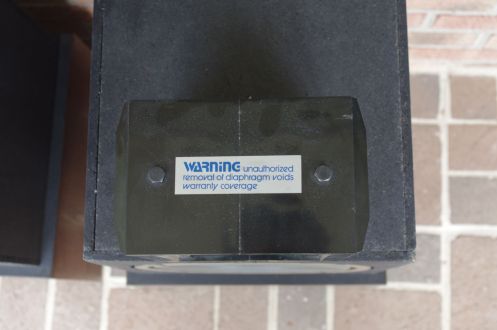 WARNING unauthorized
removal of diaphragm voids
warranty coverage